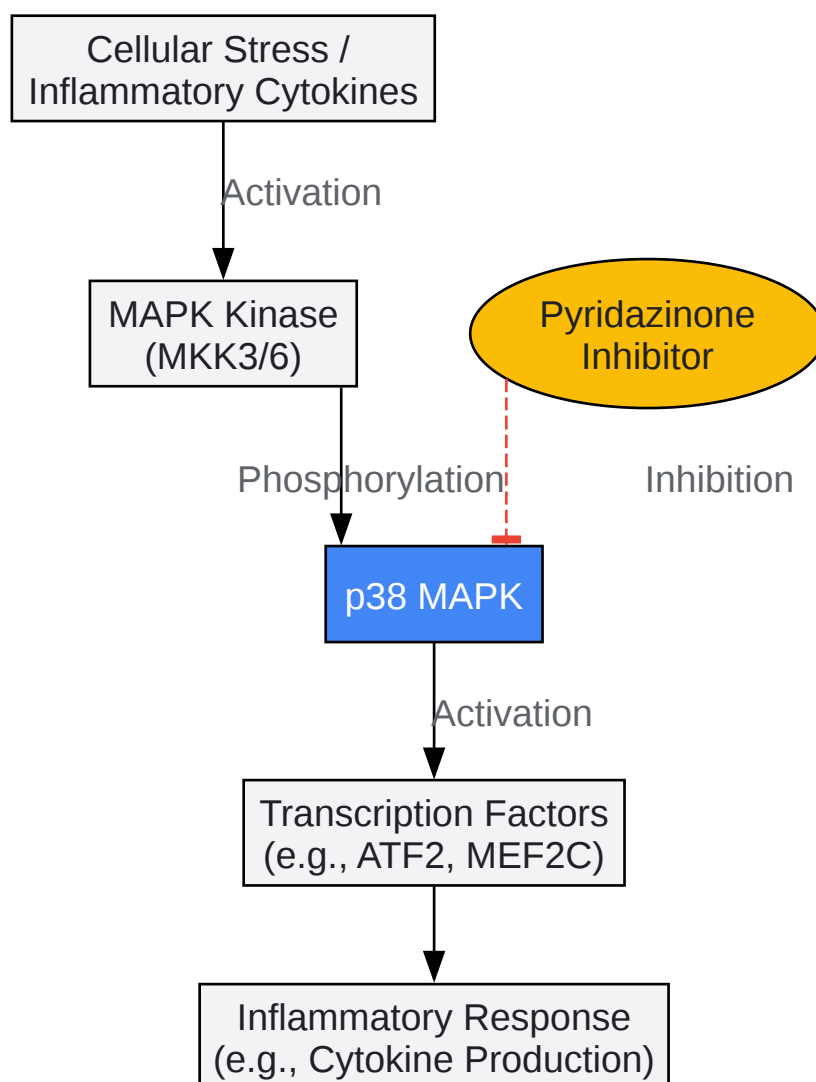 Cellular Stress /
Inflammatory Cytokines
Activation
MAPK Kinase
(MKK3/6)
Pyridazinone
Inhibitor
Phosphorylation
Inhibition
p38 MAPK
Activation
Transcription Factors
(e.g., ATF2, MEF2C)
Inflammatory Response
(e.g., Cytokine Production)